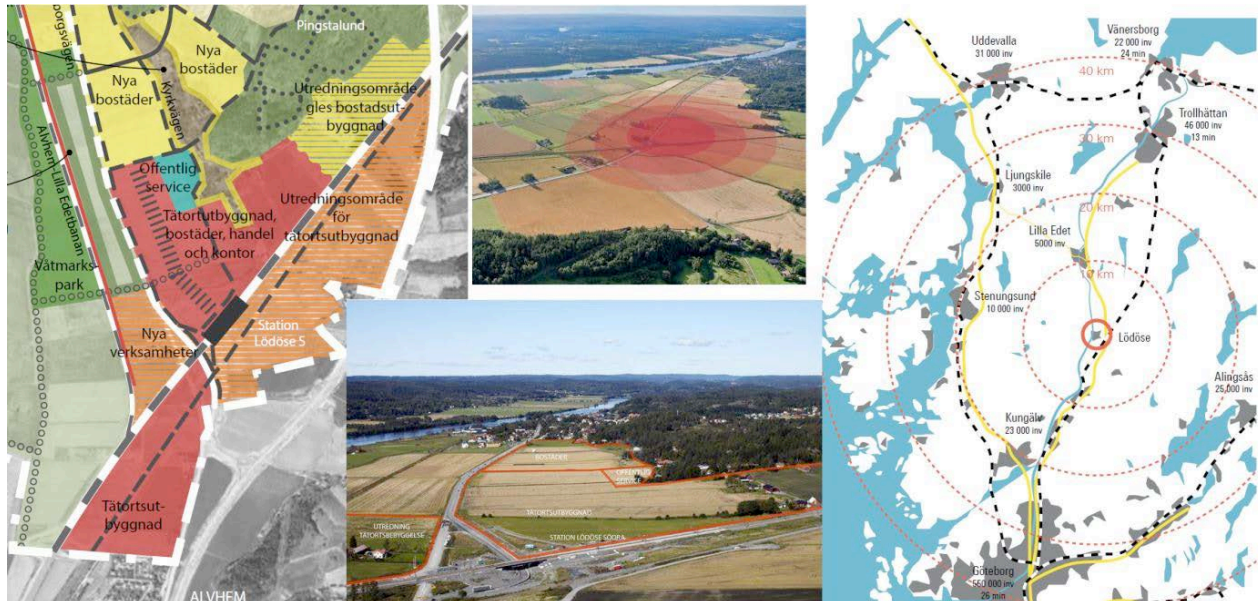 borgsvägen
Pingstalund
Nya
bostäder
Nya
bostäder
Kyrkvägen
Utredningsområde
gles bostadsut-
byggnad
Alvhem-Lilla Edetbanan
Offentlig
service
Tätortutbyggnad,
bostäder, handel
och kontor
Utredningsområde
för
tätortsutbyggnad
Våtmarks-
park
Nya
verksamheter
Station
Lödöse S
Tätortsut-
byggnad
ALVHEM
BOSTÄDER
OFFENTLIG
TÄTORTSUTBYGGNAD
UTREDNING
TÄTORTSBEBYGGELSE
STATION LÖDÖSE SÖDRA
Uddevalla
31 000 inv
Vänersborg
22 000 inv
24 min
40 km
Trollhättan
46 000 inv
13 min
30 km
Ljungskile
3000 inv
20 km
Lilla Edet
5000 inv
10 km
Stenungsund
10 000 inv
Lödöse
Alingsås
25 000 inv
Kungälv
23 000 inv
Göteborg
550 000 inv
26 min